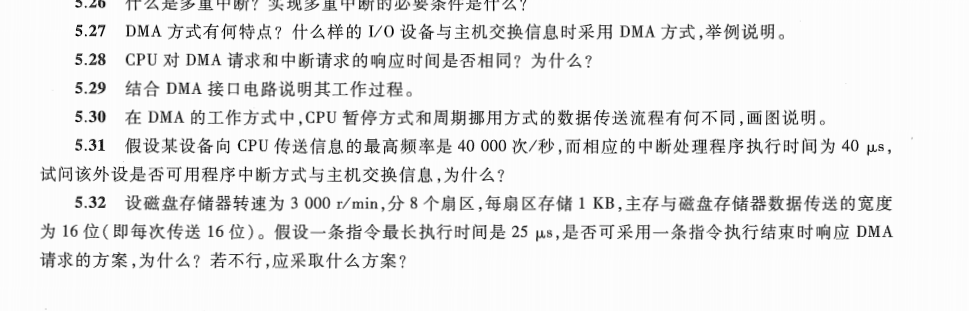 5.26 什么是多重中断? 实现多重中断的必要条件是什么?
5.27 DMA 方式有何特点? 什么样的 I/O 设备与主机交换信息时采用 DMA 方式,举例说明。
5.28 CPU 对 DMA 请求和中断请求的响应时间是否相同? 为什么?
5.29 结合 DMA 接口电路说明其工作过程。
5.30 在 DMA 的工作方式中,CPU 暂停方式和周期挪用方式的数据传送流程有何不同,画图说明。
5.31 假设某设备向 CPU 传送信息的最高频率是 40 000 次/秒,而相应的中断处理程序执行时间为 40 μs,
试问该外设是否可用程序中断方式与主机交换信息,为什么?
5.32 设磁盘存储器转速为 3 000 r/min,分 8 个扇区,每扇区存储 1 KB,主存与磁盘存储器数据传送的宽度
为 16 位(即每次传送 16 位)。假设一条指令最长执行时间是 25 μs,是否可采用一条指令执行结束时响应 DMA
请求的方案,为什么? 若不行,应采取什么方案?